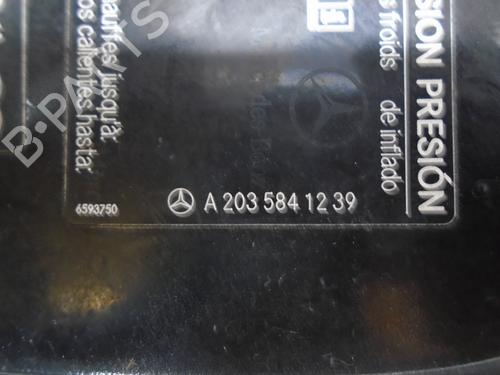 SION PRESIÓN
s froids de inflado
chauffés jusqu'à:
os calientes hasta:
6593750
A 203 584 12 39
B-PARTS